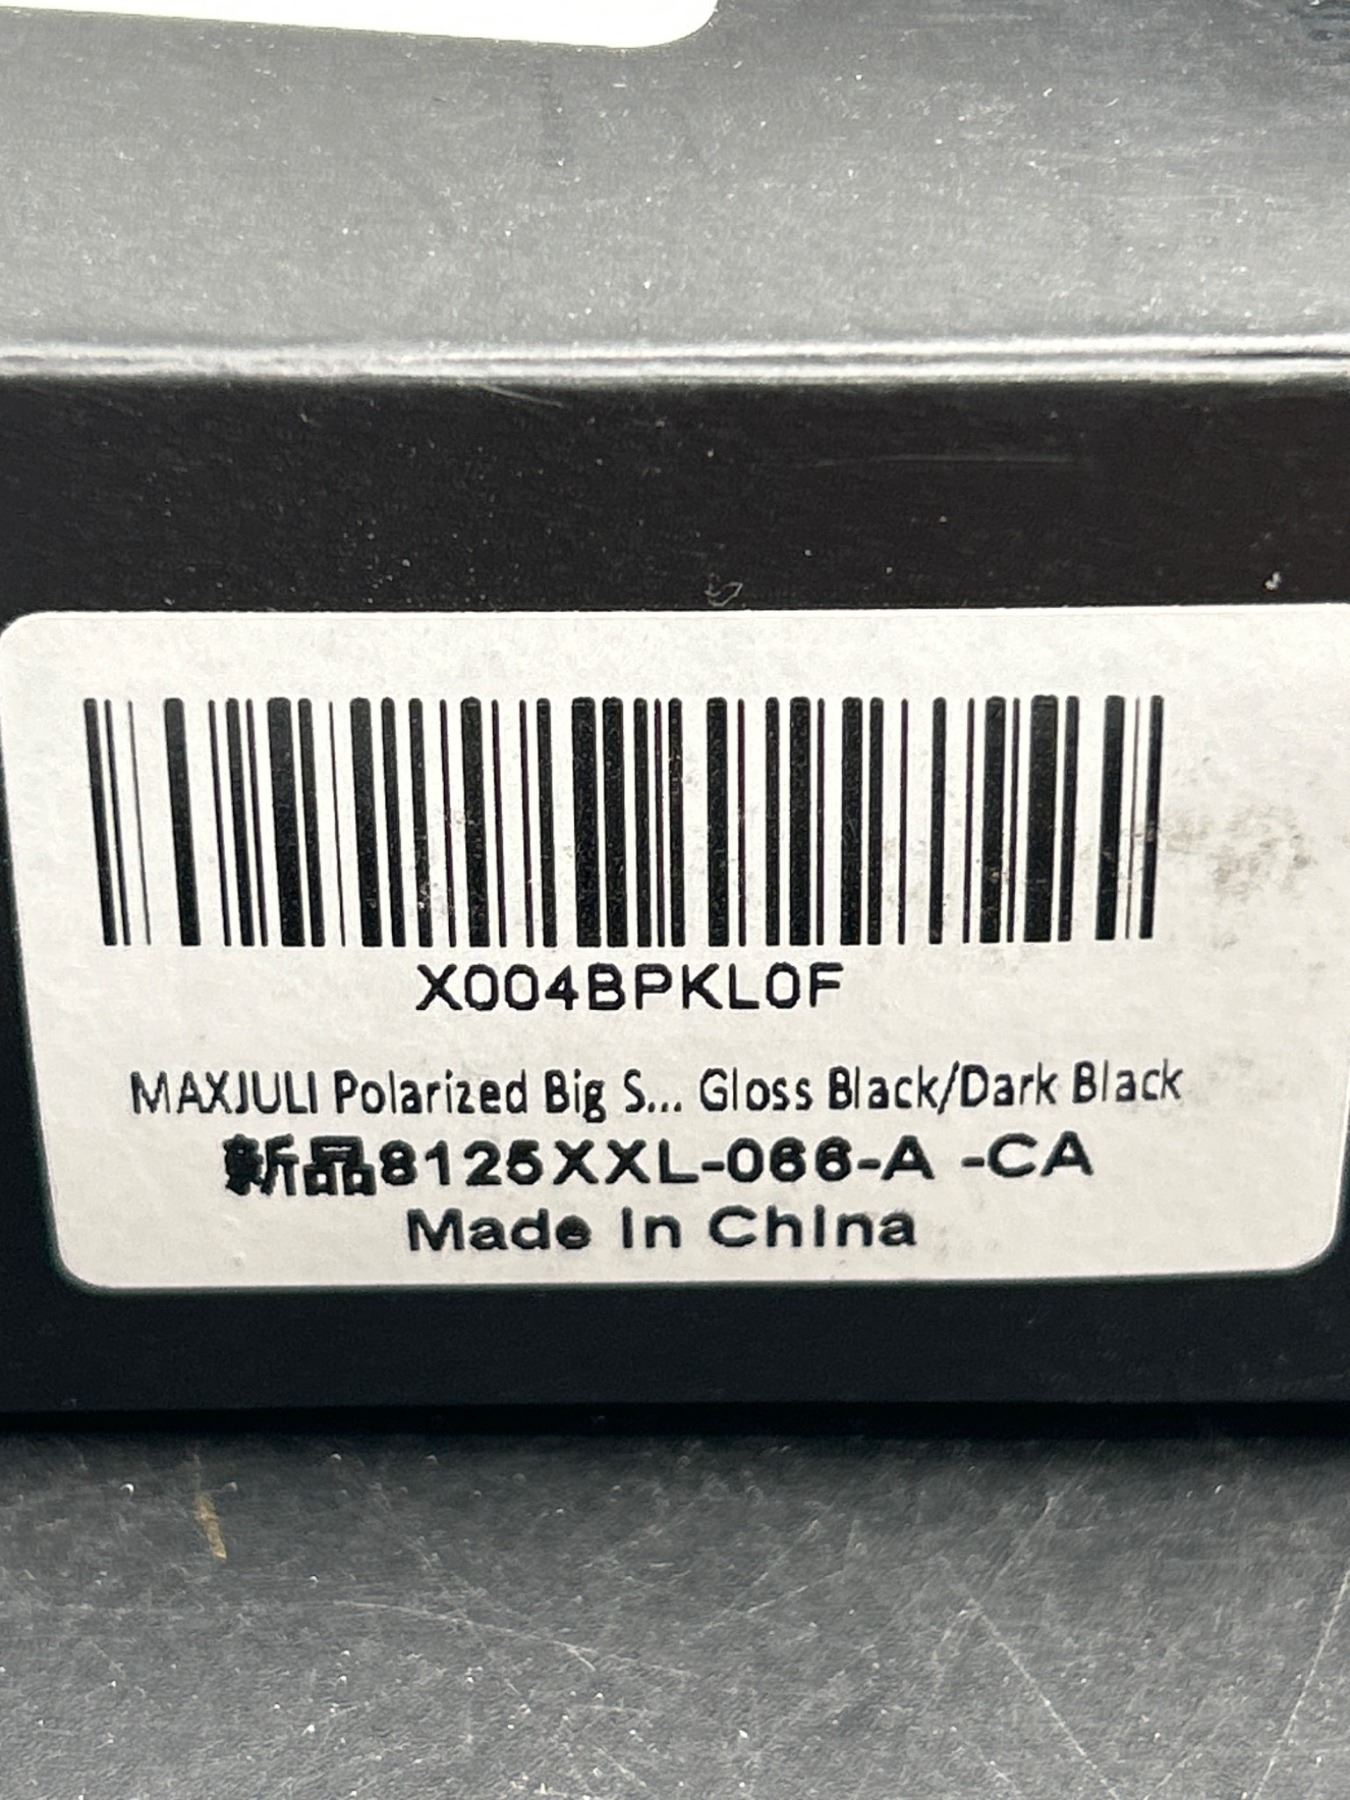 X004BPKL0F
MAXJULI Polarized Big S... Gloss Black/Dark Black
新品8125XXL-066-A -CA
Made In China